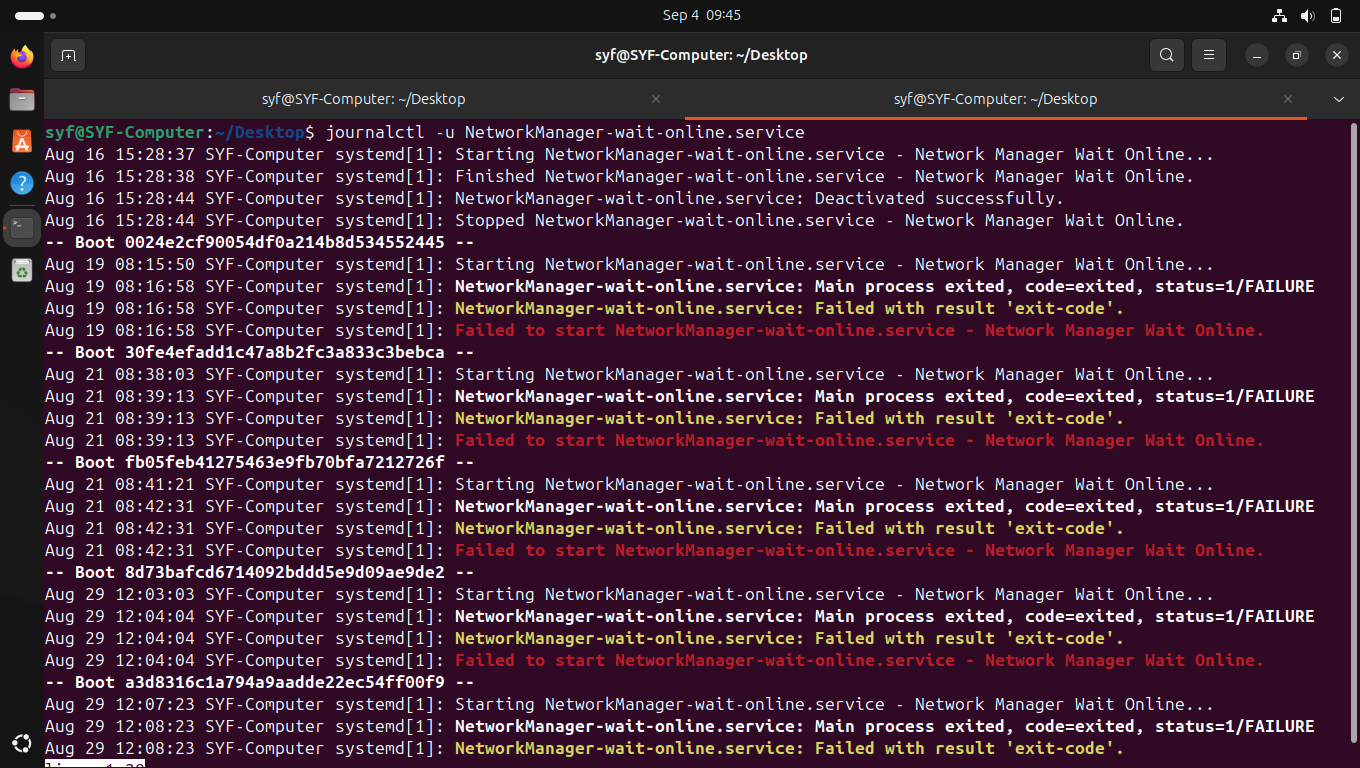 Sep 4 09:45
syf@SYF-Computer: ~/Desktop
syf@SYF-Computer: ~/Desktop
syf@SYF-Computer: ~/Desktop
syf@SYF-Computer:~/Desktop$ journalctl -u NetworkManager-wait-online.service
Aug 16 15:28:37 SYF-Computer systemd[1]: Starting NetworkManager-wait-online.service - Network Manager Wait Online...
Aug 16 15:28:38 SYF-Computer systemd[1]: Finished NetworkManager-wait-online.service - Network Manager Wait Online.
Aug 16 15:28:44 SYF-Computer systemd[1]: NetworkManager-wait-online.service: Deactivated successfully.
Aug 16 15:28:44 SYF-Computer systemd[1]: Stopped NetworkManager-wait-online.service - Network Manager Wait Online.
-- Boot 0024e2cf90054df0a214b8d534552445 --
Aug 19 08:15:50 SYF-Computer systemd[1]: Starting NetworkManager-wait-online.service - Network Manager Wait Online...
Aug 19 08:16:58 SYF-Computer systemd[1]: NetworkManager-wait-online.service: Main process exited, code=exited, status=1/FAILURE
Aug 19 08:16:58 SYF-Computer systemd[1]: NetworkManager-wait-online.service: Failed with result 'exit-code'.
Aug 19 08:16:58 SYF-Computer systemd[1]: Failed to start NetworkManager-wait-online.service - Network Manager Wait Online.
-- Boot 30fe4efadd1c47a8b2fc3a833c3bebca --
Aug 21 08:38:03 SYF-Computer systemd[1]: Starting NetworkManager-wait-online.service - Network Manager Wait Online...
Aug 21 08:39:13 SYF-Computer systemd[1]: NetworkManager-wait-online.service: Main process exited, code=exited, status=1/FAILURE
Aug 21 08:39:13 SYF-Computer systemd[1]: NetworkManager-wait-online.service: Failed with result 'exit-code'.
Aug 21 08:39:13 SYF-Computer systemd[1]: Failed to start NetworkManager-wait-online.service - Network Manager Wait Online.
-- Boot fb05feb41275463e9fb70bfa7212726f --
Aug 21 08:41:21 SYF-Computer systemd[1]: Starting NetworkManager-wait-online.service - Network Manager Wait Online...
Aug 21 08:42:31 SYF-Computer systemd[1]: NetworkManager-wait-online.service: Main process exited, code=exited, status=1/FAILURE
Aug 21 08:42:31 SYF-Computer systemd[1]: NetworkManager-wait-online.service: Failed with result 'exit-code'.
Aug 21 08:42:31 SYF-Computer systemd[1]: Failed to start NetworkManager-wait-online.service - Network Manager Wait Online.
-- Boot 8d73bafcd6714092bddd5e9d09ae9de2 --
Aug 29 12:03:03 SYF-Computer systemd[1]: Starting NetworkManager-wait-online.service - Network Manager Wait Online...
Aug 29 12:04:04 SYF-Computer systemd[1]: NetworkManager-wait-online.service: Main process exited, code=exited, status=1/FAILURE
Aug 29 12:04:04 SYF-Computer systemd[1]: NetworkManager-wait-online.service: Failed with result 'exit-code'.
Aug 29 12:04:04 SYF-Computer systemd[1]: Failed to start NetworkManager-wait-online.service - Network Manager Wait Online.
-- Boot a3d8316c1a794a9aadde22ec54ff00f9 --
Aug 29 12:07:23 SYF-Computer systemd[1]: Starting NetworkManager-wait-online.service - Network Manager Wait Online...
Aug 29 12:08:23 SYF-Computer systemd[1]: NetworkManager-wait-online.service: Main process exited, code=exited, status=1/FAILURE
Aug 29 12:08:23 SYF-Computer systemd[1]: NetworkManager-wait-online.service: Failed with result 'exit-code'.